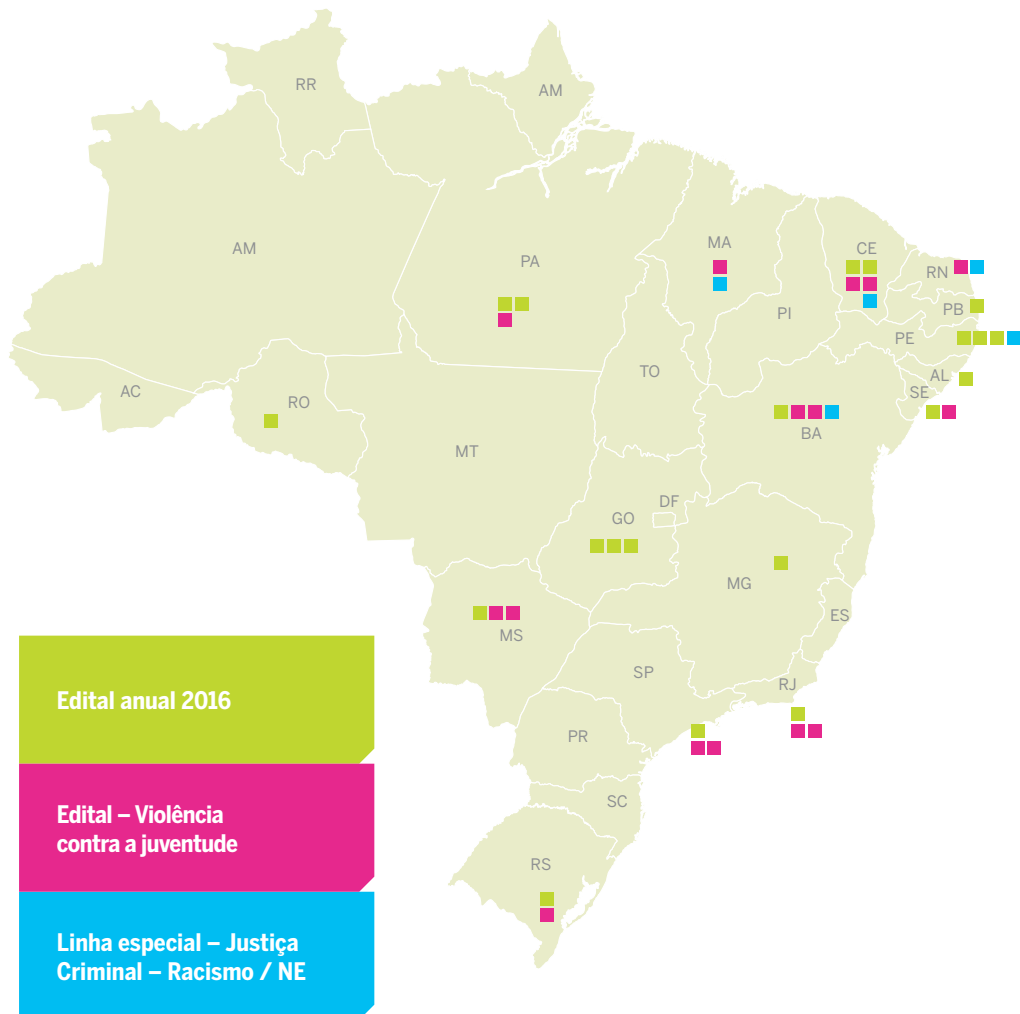 RR
AM
AM
PA
MA
CE
RN
PB
PI
PE
AL
SE
TO
AC
RO
BA
MT
DF
GO
MG
ES
MS
SP
RJ
PR
SC
RS
Edital anual 2016
Edital – Violência
contra a juventude
Linha especial – Justiça
Criminal – Racismo / NE